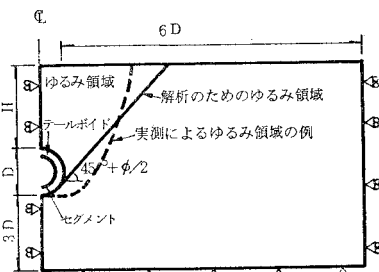 ℄
6D
ゆるみ領域
解析のためのゆるみ領域
H
テールボイド
実測によるゆるみ領域の例
D
45°+φ/2
セグメント
3D